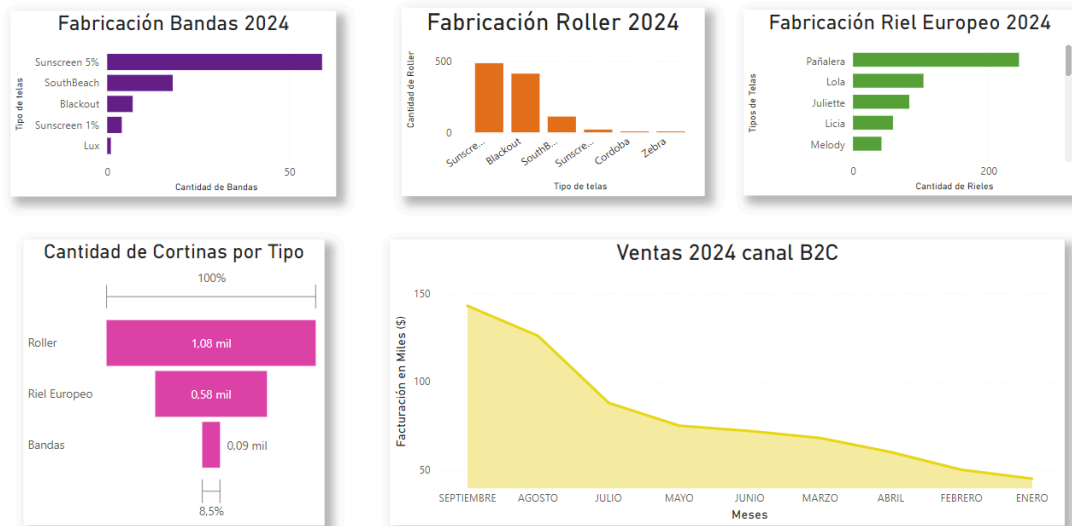 Fabricación Bandas 2024
Tipo de telas
Sunscreen 5%
SouthBeach
Blackout
Sunscreen 1%
Lux
0
50
Cantidad de Bandas
Fabricación Roller 2024
Cantidad de Roller
500
0
Sunscre...
Blackout
SouthB...
Sunscre...
Cordoba
Zebra
Tipo de telas
Fabricación Riel Europeo 2024
Tipos de Telas
Pañalera
Lola
Juliette
Licia
Melody
0
200
Cantidad de Rieles
Cantidad de Cortinas por Tipo
100%
Roller
1,08 mil
Riel Europeo
0,58 mil
Bandas
0,09 mil
8,5%
Ventas 2024 canal B2C
Facturación en Miles ($)
150
100
50
SEPTIEMBRE
AGOSTO
JULIO
MAYO
JUNIO
MARZO
ABRIL
FEBRERO
ENERO
Meses